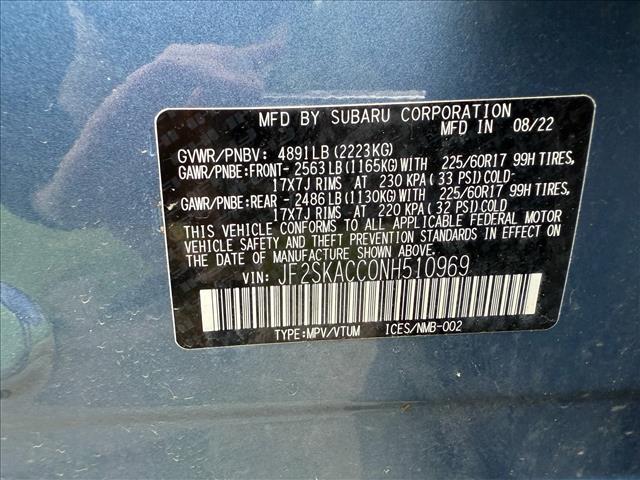 MFD BY SUBARU CORPORATION
MFD IN 08/22
GVWR/PNBV: 4891LB(2223KG)
GAWR/PNBE:FRONT- 2563LB(1165KG)WITH 225/60R17 99H TIRES,
17X7J RIMS AT 230 KPA(33 PSI)COLD
GAWR/PNBE:REAR - 2486LB(1130KG)WITH 225/60R17 99H TIRES,
17X7J RIMS AT 220 KPA(32 PSI)COLD
THIS VEHICLE CONFORMS TO ALL APPLICABLE FEDERAL MOTOR
VEHICLE SAFETY AND THEFT PREVENTION STANDARDS IN EFFECT ON
THE DATE OF MANUFACTURE SHOWN ABOVE.
VIN: JF2SKACC0NH510969
TYPE:MPV/VTUM ICES/NMB-002